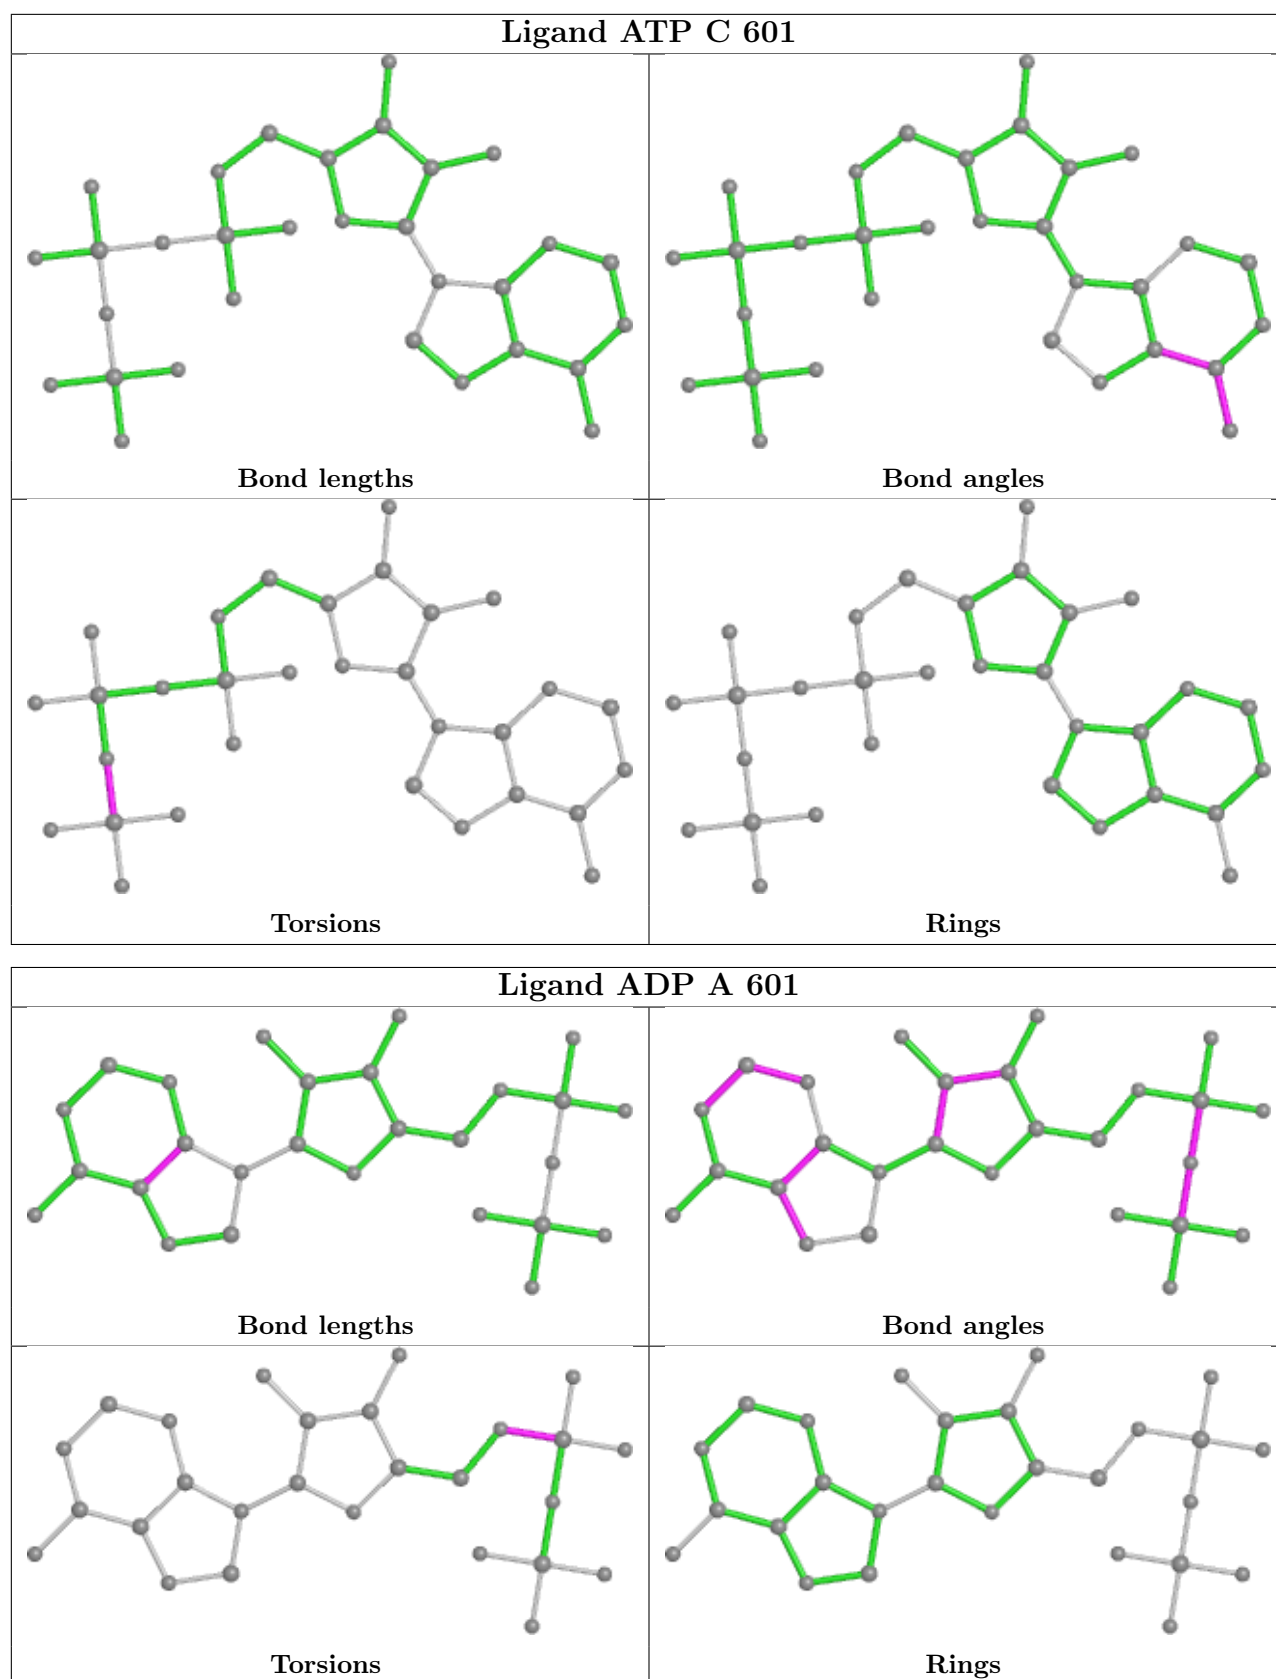 Ligand ATP C 601
Bond lengths
Bond angles
Torsions
Rings
Ligand ADP A 601
Bond lengths
Bond angles
Torsions
Rings